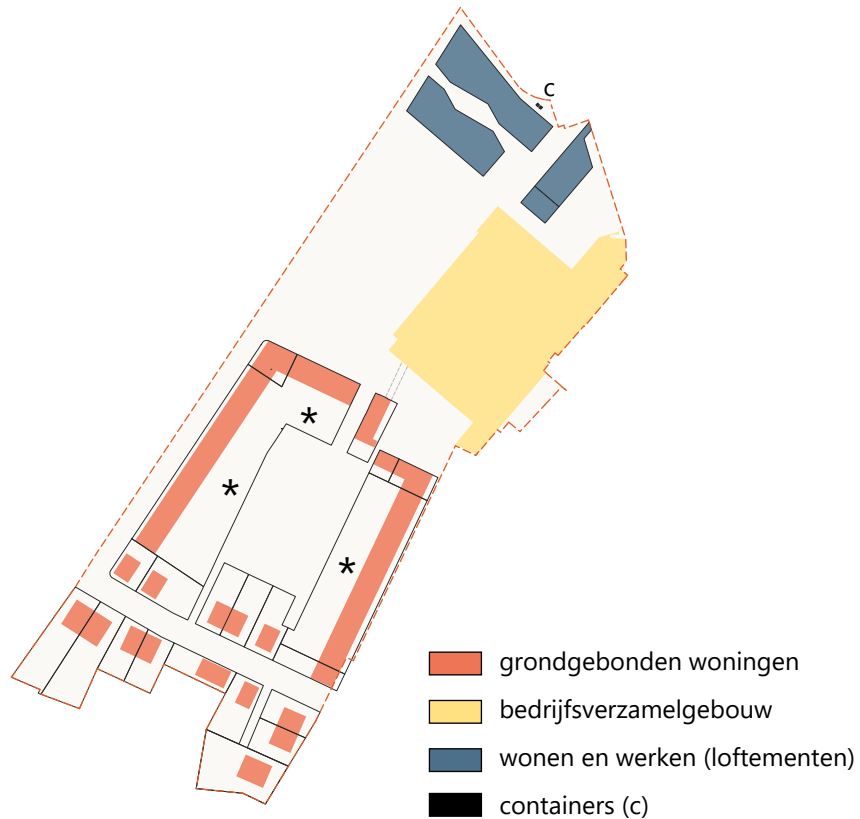 c
*
*
*
grondgebonden woningen
bedrijfsverzamelgebouw
wonen en werken (loftementen)
containers (c)